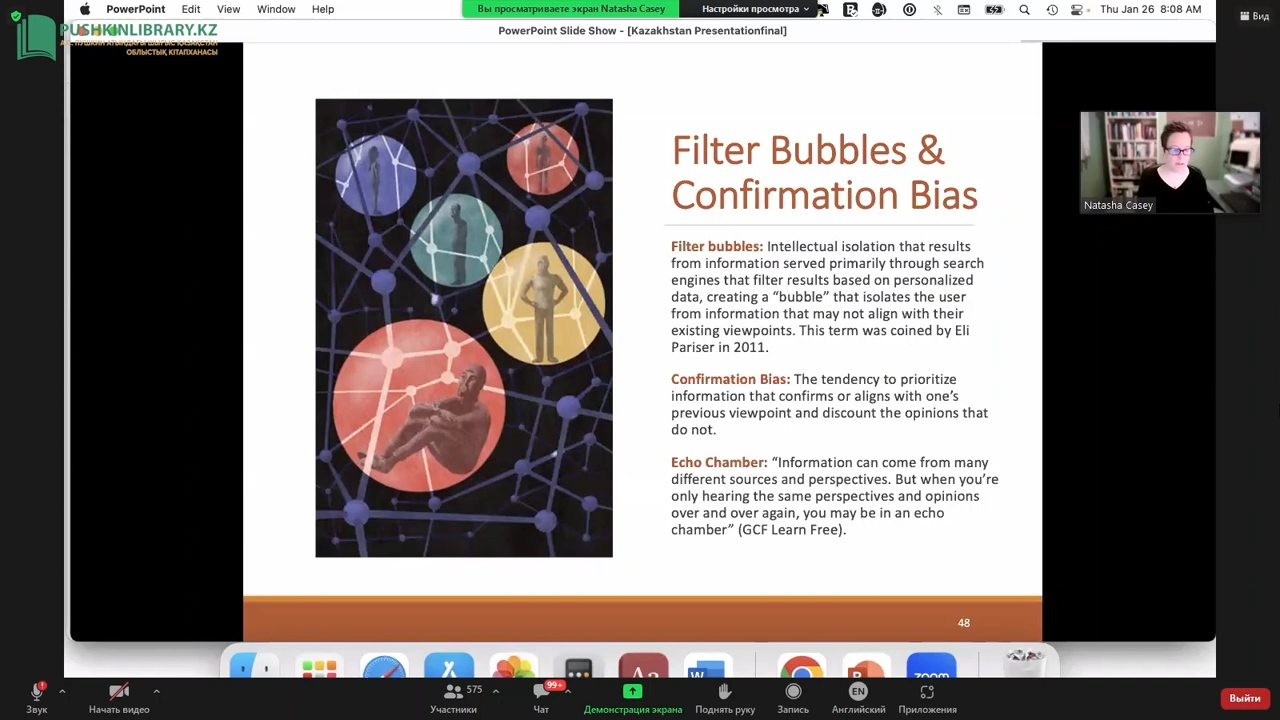 PowerPoint Edit View Window Help
Вы просматриваете экран Natasha Casey
Настройки просмотра
Thu Jan 26 8:08 AM
Вид
PUSHKINLIBRARY.KZ
ОБЛЫСТЫҚ КІТАПХАНАСЫ
PowerPoint Slide Show - [Kazakhstan Presentationfinal]
Filter Bubbles &
Confirmation Bias
Natasha Casey
Filter bubbles: Intellectual isolation that results
from information served primarily through search
engines that filter results based on personalized
data, creating a “bubble” that isolates the user
from information that may not align with their
existing viewpoints. This term was coined by Eli
Pariser in 2011.
Confirmation Bias: The tendency to prioritize
information that confirms or aligns with one’s
previous viewpoint and discount the opinions that
do not.
Echo Chamber: “Information can come from many
different sources and perspectives. But when you’re
only hearing the same perspectives and opinions
over and over again, you may be in an echo
chamber” (GCF Learn Free).
48
Aa
W
P
zoom
575
99+
EN
Звук
Начать видео
Участники
Чат
Демонстрация экрана
Поднять руку
Запись
Английский
Приложения
Выйти